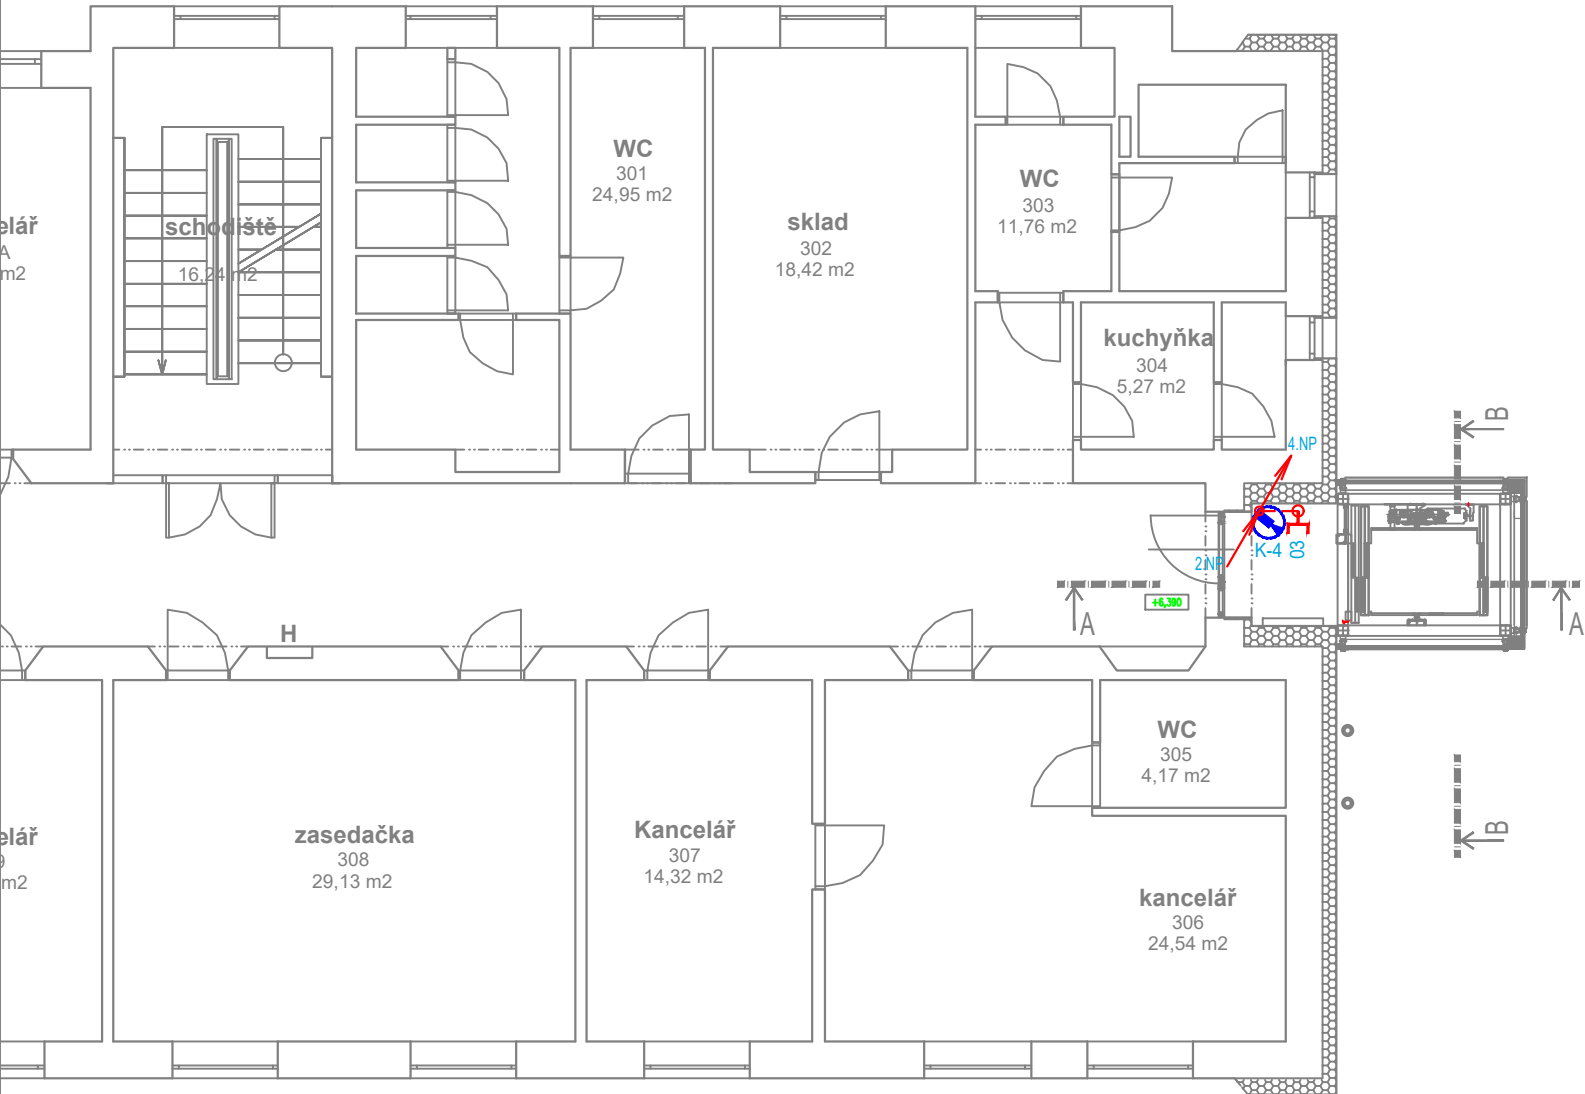 WC
301
24,95 m2
WC
303
11,76 m2
sklad
302
18,42 m2
elář
A
m2
schodiště
16,24 m2
kuchyňka
304
5,27 m2
B
4.NP
K-4
03
2.NP
+6,390
A
A
H
WC
305
4,17 m2
B
elář
9
m2
zasedačka
308
29,13 m2
Kancelář
307
14,32 m2
kancelář
306
24,54 m2